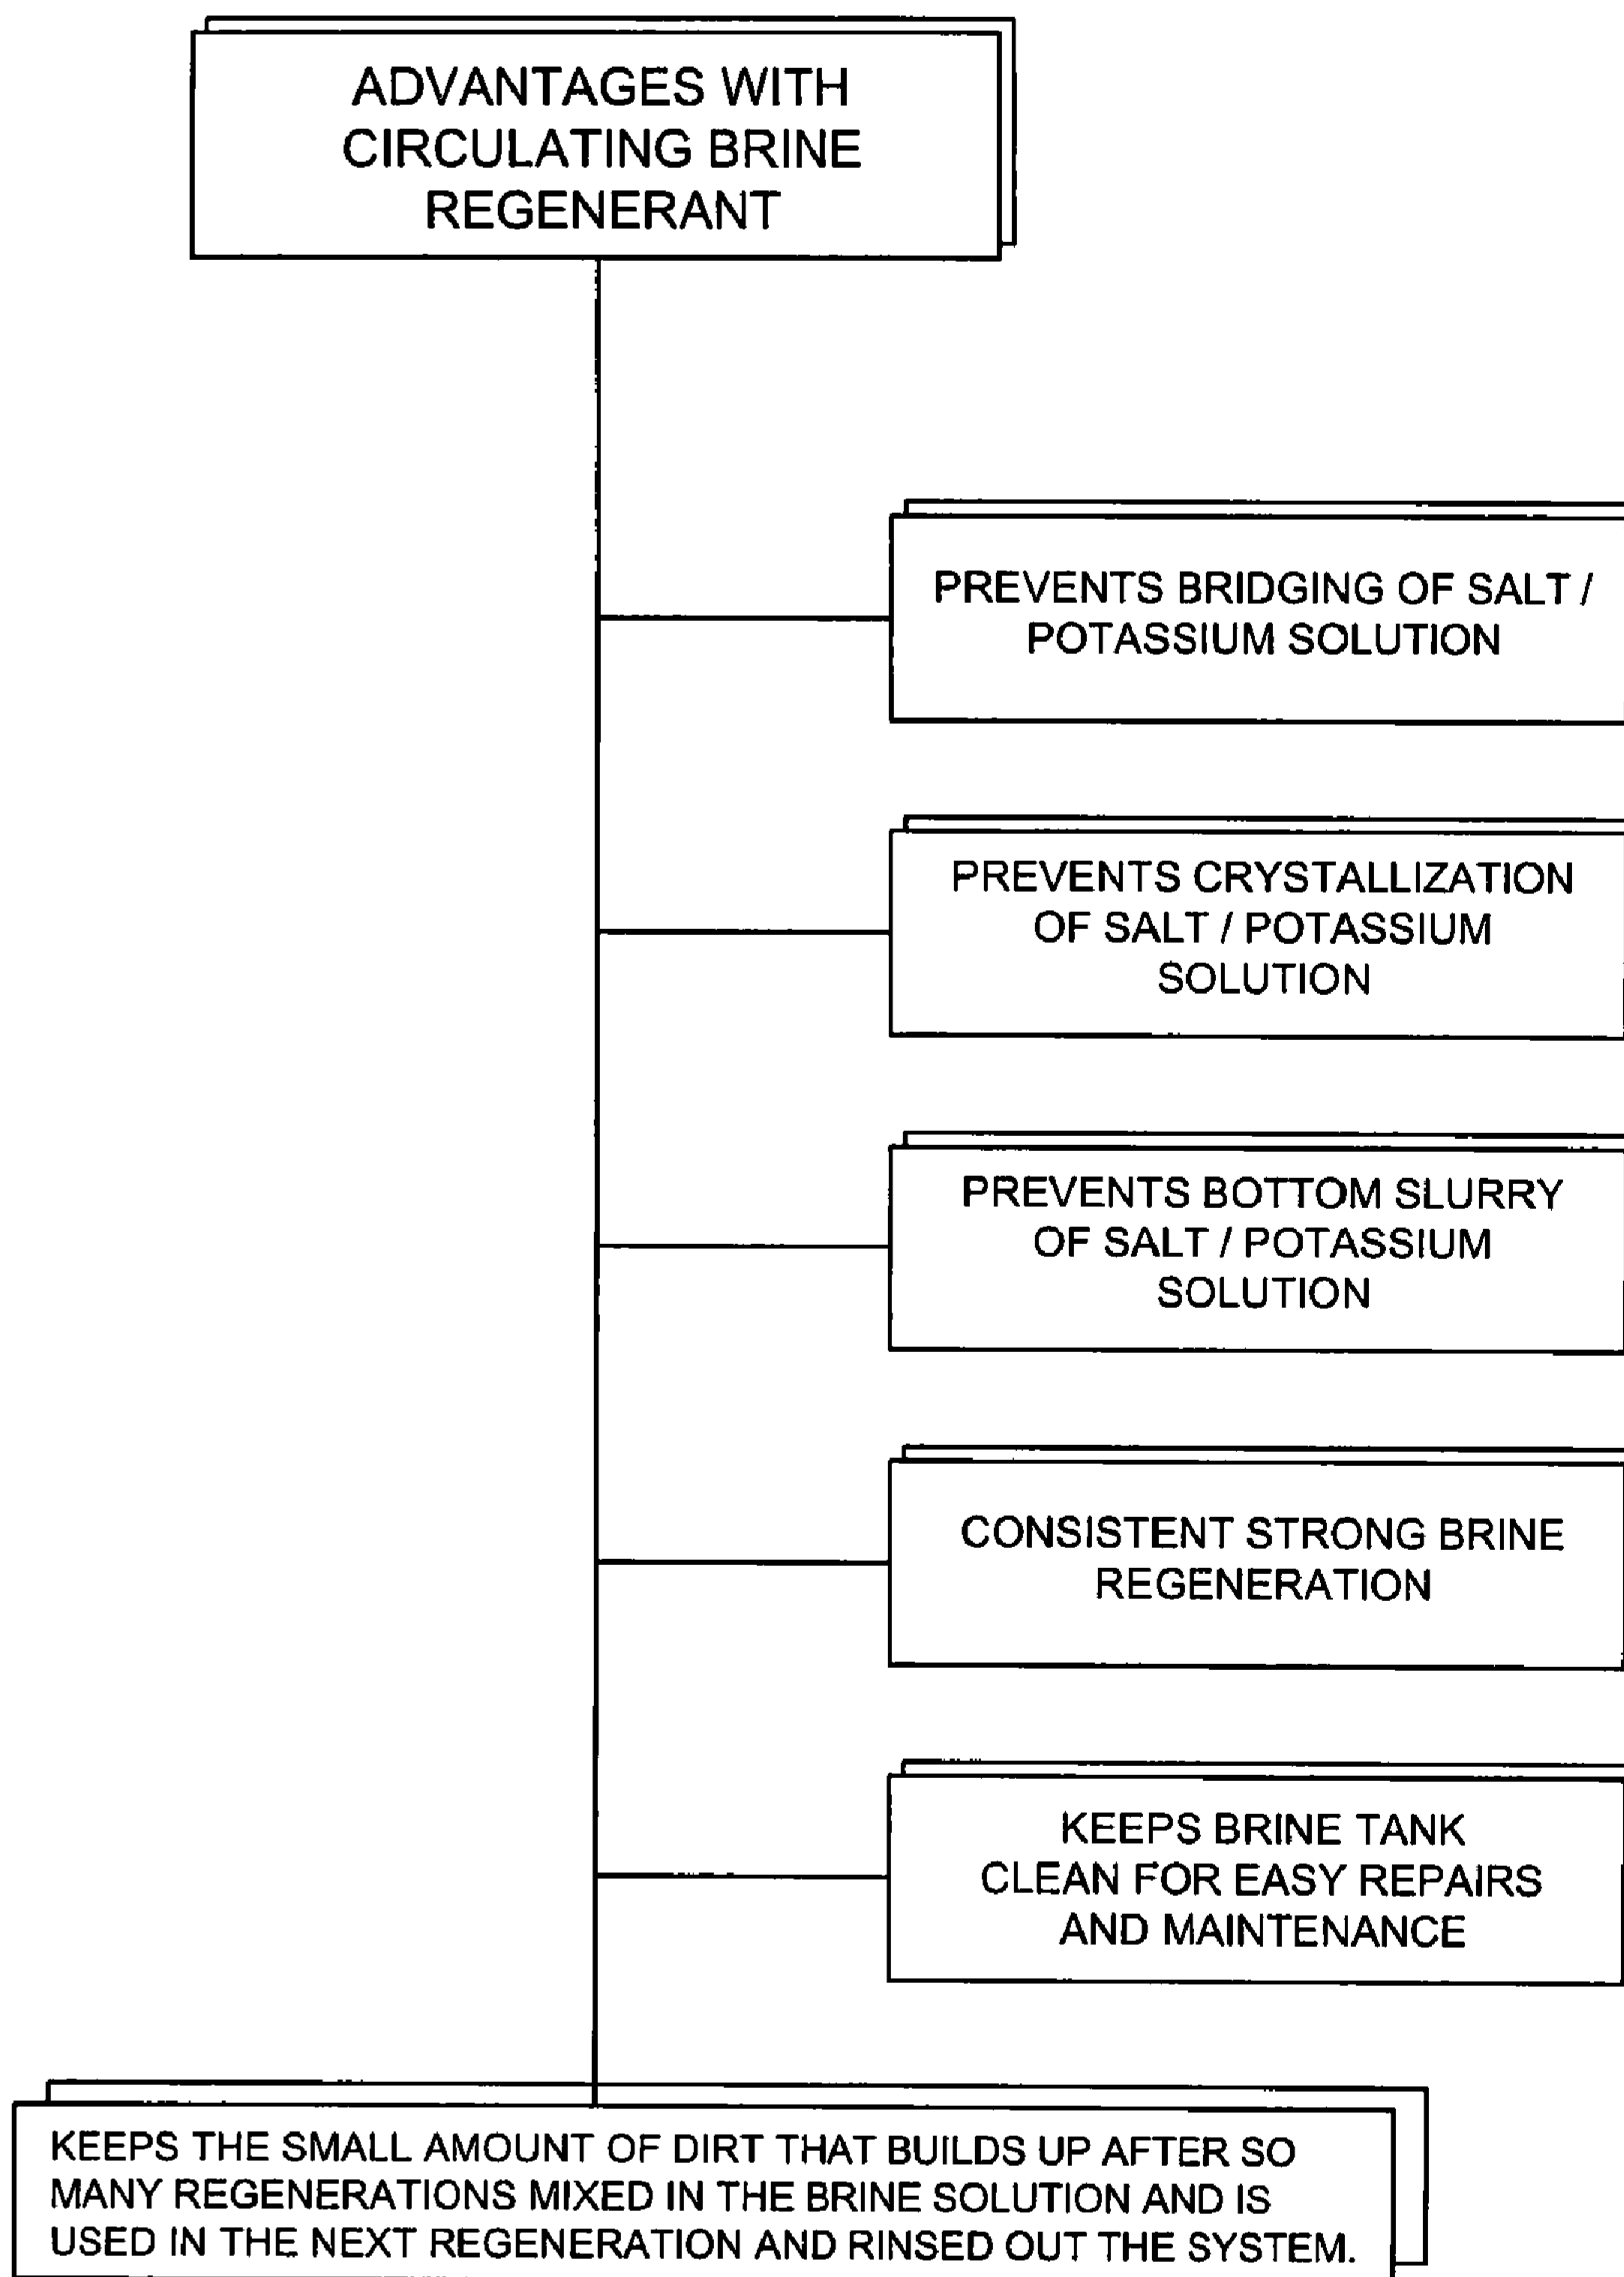 ADVANTAGES WITH
CIRCULATING BRINE
REGENERANT
PREVENTS BRIDGING OF SALT /
POTASSIUM SOLUTION
PREVENTS CRYSTALLIZATION
OF SALT / POTASSIUM
SOLUTION
PREVENTS BOTTOM SLURRY
OF SALT / POTASSIUM
SOLUTION
CONSISTENT STRONG BRINE
REGENERATION
KEEPS BRINE TANK
CLEAN FOR EASY REPAIRS
AND MAINTENANCE
KEEPS THE SMALL AMOUNT OF DIRT THAT BUILDS UP AFTER SO
MANY REGENERATIONS MIXED IN THE BRINE SOLUTION AND IS
USED IN THE NEXT REGENERATION AND RINSED OUT THE SYSTEM.